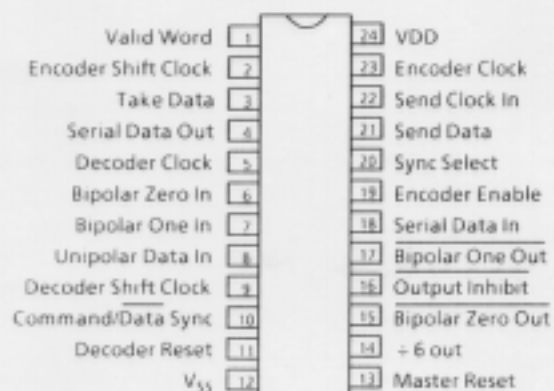 Valid Word 1 24 VDD
Encoder Shift Clock 2 23 Encoder Clock
Take Data 3 22 Send Clock In
Serial Data Out 4 21 Send Data
Decoder Clock 5 20 Sync Select
Bipolar Zero In 6 19 Encoder Enable
Bipolar One In 7 18 Serial Data In
Unipolar Data In 8 17 Bipolar One Out
Decoder Shift Clock 9 16 Output Inhibit
Command/Data Sync 10 15 Bipolar Zero Out
Decoder Reset 11 14 ÷ 6 out
VSS 12 13 Master Reset